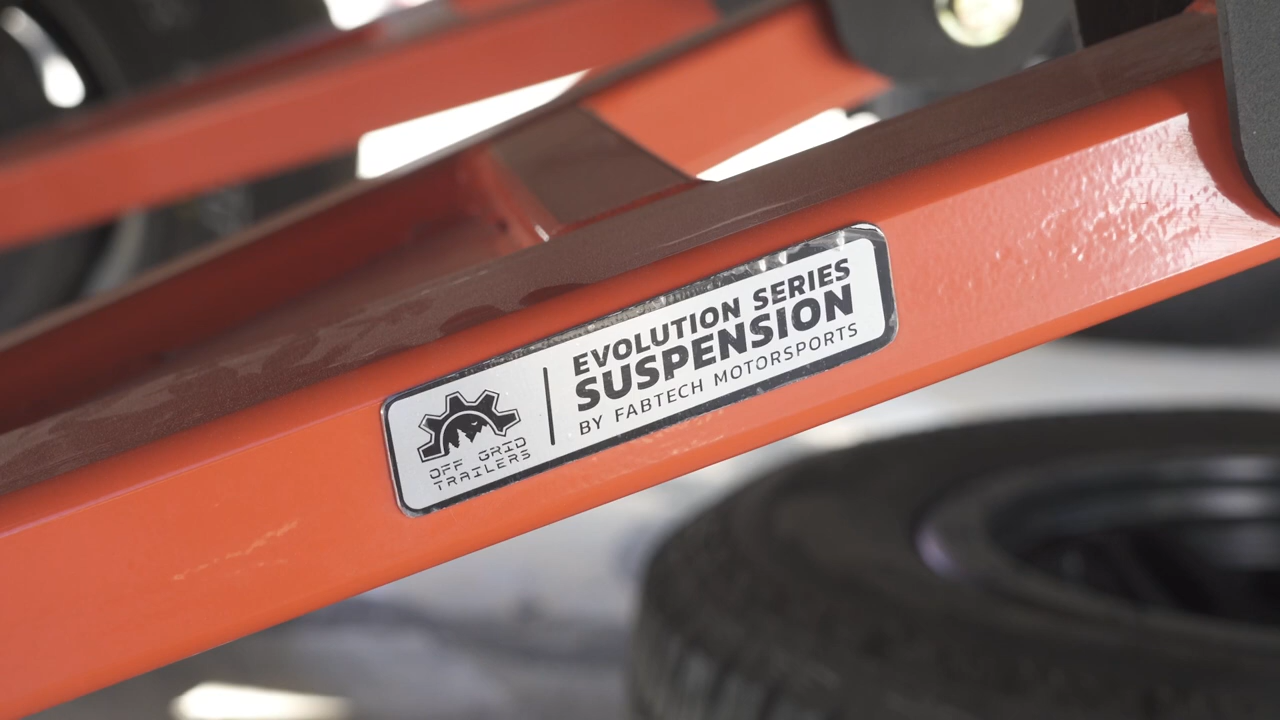 OFF GRID
TRAILERS
EVOLUTION SERIES
SUSPENSION
BY FABTECH MOTORSPORTS